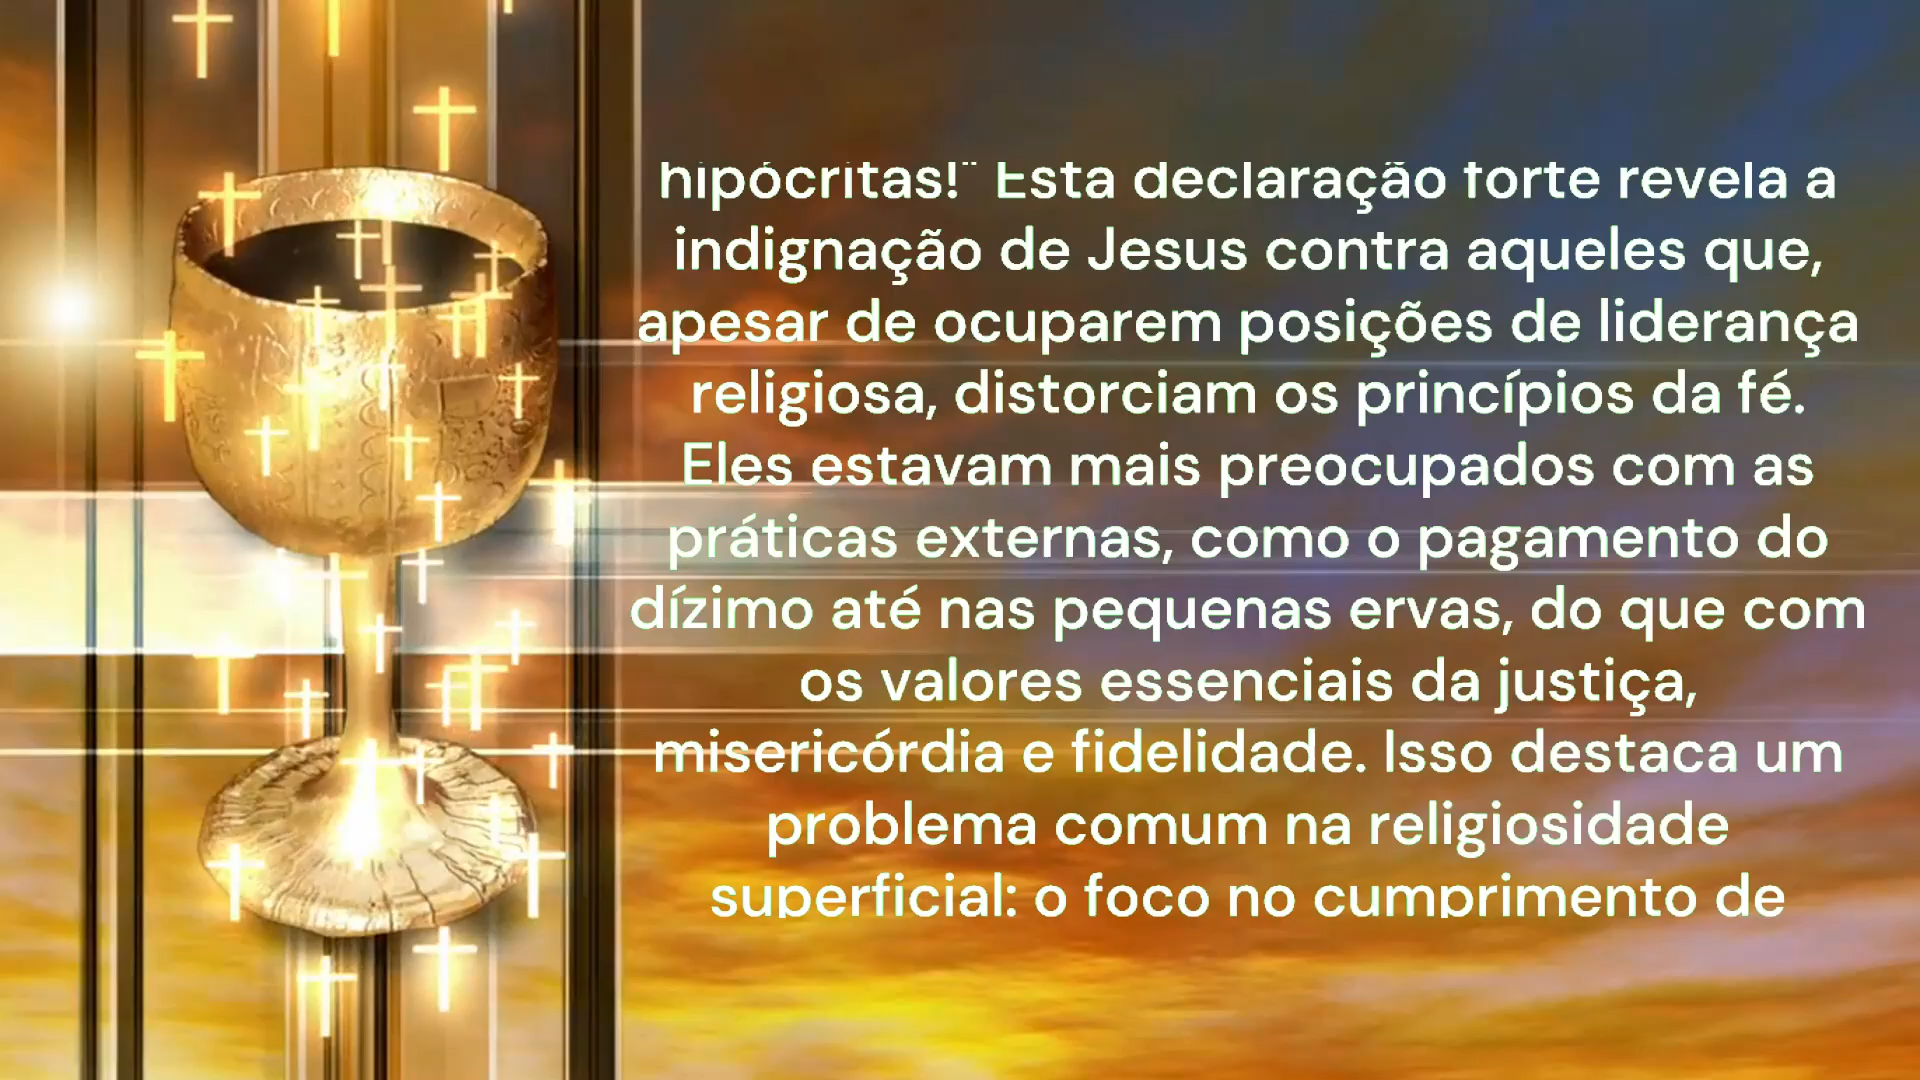 hipócritas!" Esta declaração forte revela a
indignação de Jesus contra aqueles que,
apesar de ocuparem posições de liderança
religiosa, distorciam os princípios da fé.
Eles estavam mais preocupados com as
práticas externas, como o pagamento do
dízimo até nas pequenas ervas, do que com
os valores essenciais da justiça,
misericórdia e fidelidade. Isso destaca um
problema comum na religiosidade
superficial: o foco no cumprimento de